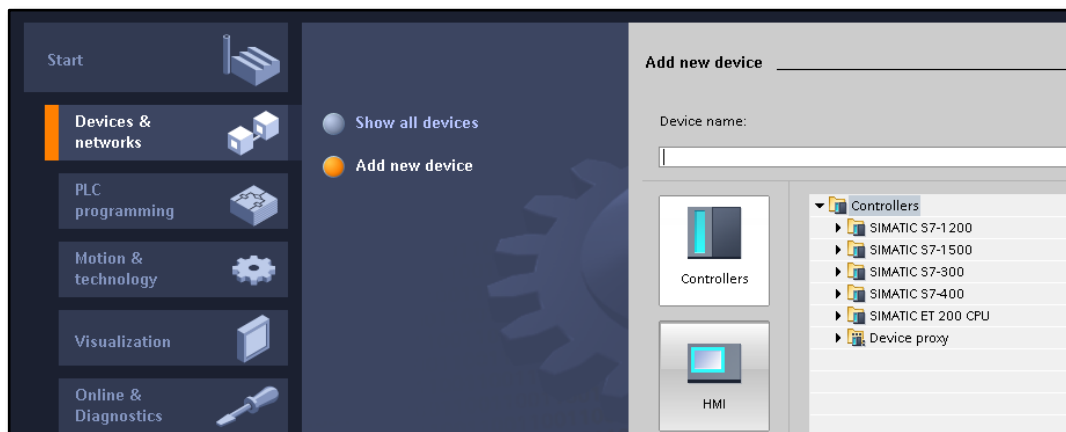 Start
Devices &
networks
PLC
programming
Motion &
technology
Visualization
Online &
Diagnostics
Show all devices
Add new device
Add new device
Device name:
Controllers
HMI
Controllers
SIMATIC S7-1200
SIMATIC S7-1500
SIMATIC S7-300
SIMATIC S7-400
SIMATIC ET 200 CPU
Device proxy